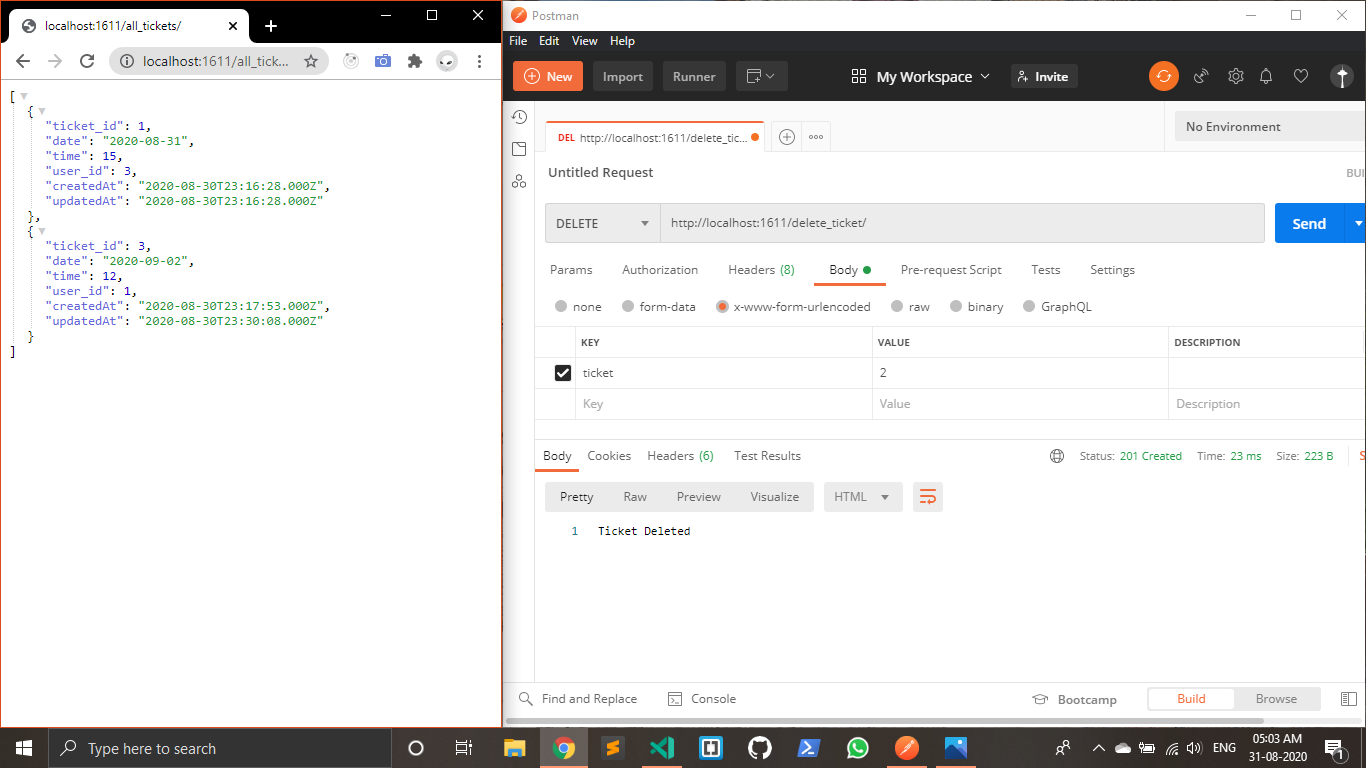 localhost:1611/all_tickets/
localhost:1611/all_tick...
[
{
"ticket_id": 1,
"date": "2020-08-31",
"time": 15,
"user_id": 3,
"createdAt": "2020-08-30T23:16:28.000Z",
"updatedAt": "2020-08-30T23:16:28.000Z"
},
{
"ticket_id": 3,
"date": "2020-09-02",
"time": 12,
"user_id": 1,
"createdAt": "2020-08-30T23:17:53.000Z",
"updatedAt": "2020-08-30T23:30:08.000Z"
}
]
Postman
File Edit View Help
New Import Runner My Workspace Invite
DEL http://localhost:1611/delete_tic... No Environment
Untitled Request BUI
DELETE http://localhost:1611/delete_ticket/ Send
Params Authorization Headers (8) Body Pre-request Script Tests Settings
none form-data x-www-form-urlencoded raw binary GraphQL
KEY VALUE DESCRIPTION
ticket 2
Key Value Description
Body Cookies Headers (6) Test Results Status: 201 Created Time: 23 ms Size: 223 B S
Pretty Raw Preview Visualize HTML
1 Ticket Deleted
Find and Replace Console Bootcamp Build Browse
Type here to search ENG 05:03 AM
31-08-2020 1